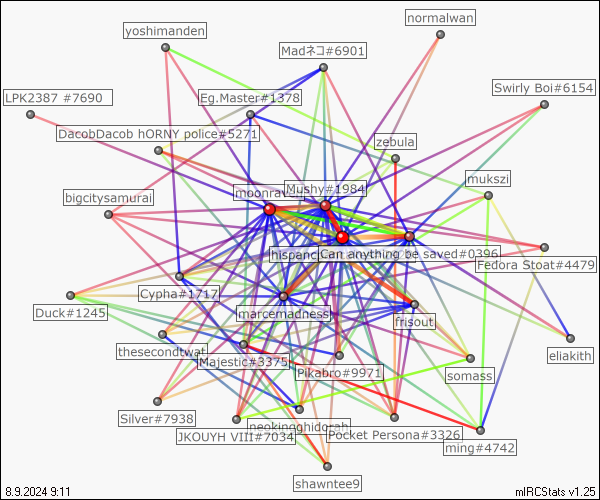 normalwan
yoshimanden
Madネコ#6901
Swirly Boi#6154
LPK2387 #7690
Eg.Master#1378
DacobDacob hORNY police#5271
zebula
mukszi
moonrav
Mushy#1984
bigcitysamurai
hispanc
Can anything be saved#0396
Fedora Stoat#4479
Cypha#1717
Duck#1245
marcemadness
frisout
thesecondtwat
Majestic#3375
Pikabro#9971
eliakith
somass
Silver#7938
neokingghidorah
JKOUYH VIII#7034
Pocket Persona#3326
ming#4742
shawntee9
8.9.2024 9:11
mIRCStats v1.25